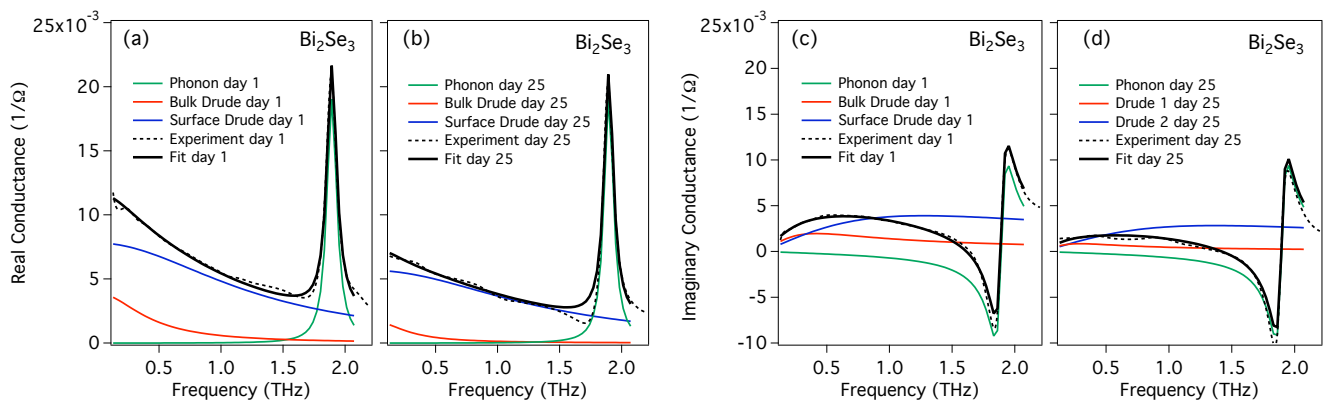 25x10⁻³
20
15
10
5
0
Real Conductance (1/Ω)
(a)
Bi₂Se₃
Phonon day 1
Bulk Drude day 1
Surface Drude day 1
Experiment day 1
Fit day 1
0.5
1.0
1.5
2.0
Frequency (THz)
(b)
Bi₂Se₃
Phonon day 25
Bulk Drude day 25
Surface Drude day 25
Experiment day 25
Fit day 25
0.5
1.0
1.5
2.0
Frequency (THz)
25x10⁻³
20
15
10
5
0
-5
-10
Imaginary Conductance (1/Ω)
(c)
Bi₂Se₃
Phonon day 1
Bulk Drude day 1
Surface Drude day 1
Experiment day 1
Fit day 1
0.5
1.0
1.5
2.0
Frequency (THz)
(d)
Bi₂Se₃
Phonon day 25
Drude 1 day 25
Drude 2 day 25
Experiment day 25
Fit day 25
0.5
1.0
1.5
2.0
Frequency (THz)